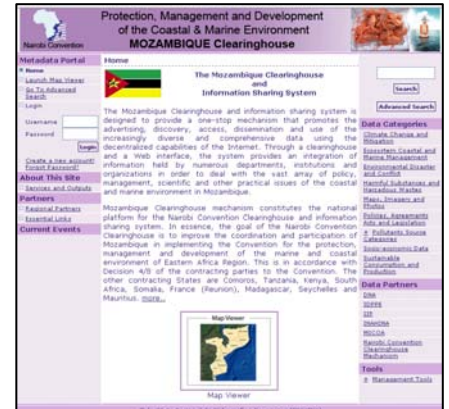 Protection, Management and Development
of the Coastal & Marine Environment
MOZAMBIQUE Clearinghouse
Nairobi Convention
Metadata Portal
Home
Launch Map Viewer
Go To Advanced
Search
Login
Username
Password
Login
Create a new account!
Forgot Password?
About This Site
Services and Outputs
Partners
Regional Partners
Essential Links
Current Events
Home
The Mozambique Clearinghouse
and
Information Sharing System
The Mozambique Clearinghouse and information sharing system is
designed to provide a one-stop mechanism that promotes the
advertising, discovery, access, dissemination and use of the
increasingly diverse and comprehensive data using the
decentralized capabilities of the Internet. Through a clearinghouse
and a Web interface, the system provides an integration of
information held by numerous departments, institutions and
organizations in order to deal with the vast array of policy,
management, scientific and other practical issues of the coastal
and marine environment in Mozambique.
Mozambique Clearinghouse mechanism constitutes the national
platform for the Nairobi Convention Clearinghouse and information
sharing system. In essence, the goal of the Nairobi Convention
Clearinghouse is to improve the coordination and participation of
Mozambique in implementing the Convention for the protection,
management and development of the marine and coastal
environment of Eastern Africa Region. This is in accordance with
Decision 4/8 of the contracting parties to the Convention. The
other contracting States are Comoros, Tanzania, Kenya, South
Africa, Somalia, France (Reunion), Madagascar, Seychelles and
Mauritius. more...
Map Viewer
Map Viewer
Search
Advanced Search
Data Categories
Climate Change and
Mitigation
Ecosystem Coastal and
Marine Management
Environmental Disaster
and Conflict
Harmful Substances and
Hazardous Waste
Maps, Imagery and
Photos
Policies, Agreements
Acts and Legislation
Pollutants Source
Categories
Socio-economic Data
Sustainable
Consumption and
Production
Data Partners
DNA
IDPPE
IIP
INAHINA
MICOA
Nairobi Convention
Clearinghouse
Mechanism
Tools
Management Tools